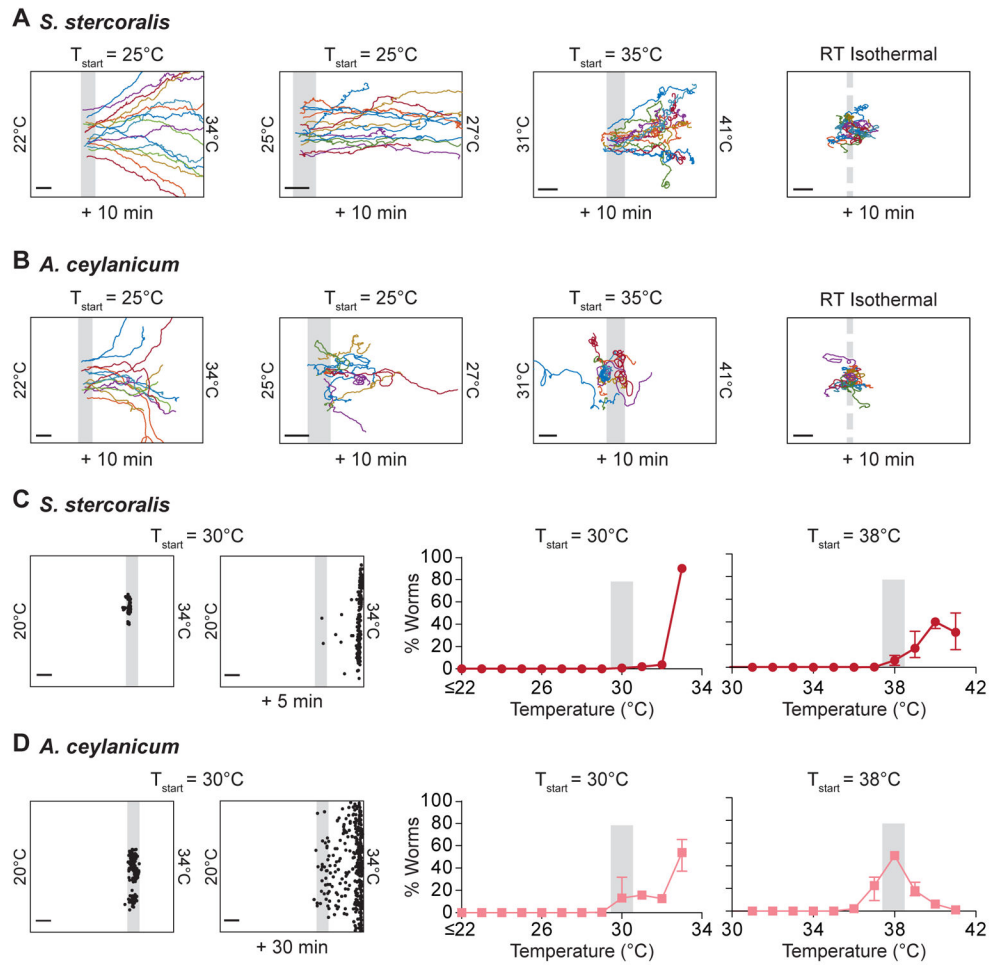 A S. stercoralis
Tstart = 25°C
Tstart = 25°C
Tstart = 35°C
RT Isothermal
22°C
34°C
25°C
27°C
31°C
41°C
+ 10 min
+ 10 min
+ 10 min
+ 10 min
B A. ceylanicum
Tstart = 25°C
Tstart = 25°C
Tstart = 35°C
RT Isothermal
22°C
34°C
25°C
27°C
31°C
41°C
+ 10 min
+ 10 min
+ 10 min
+ 10 min
C S. stercoralis
Tstart = 30°C
Tstart = 30°C
Tstart = 38°C
20°C
34°C
20°C
34°C
+ 5 min
% Worms
100
80
60
40
20
0
≤22 26 30 34
Temperature (°C)
30 34 38 42
Temperature (°C)
D A. ceylanicum
Tstart = 30°C
Tstart = 30°C
Tstart = 38°C
20°C
34°C
20°C
34°C
+ 30 min
% Worms
100
80
60
40
20
0
≤22 26 30 34
Temperature (°C)
30 34 38 42
Temperature (°C)